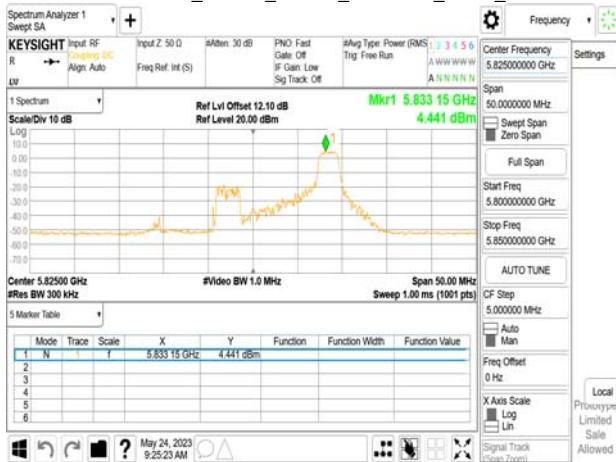 Spectrum Analyzer 1
Swept SA
Frequency
KEYSIGHT
R
Input: RF
Coupling: DC
Align: Auto
Input Z: 50 Ω
Freq Ref: Int (S)
#Atten: 30 dB
PNO: Fast
Gate: Off
IF Gain: Low
Sig Track: Off
#Avg Type: Power (RMS
Trig: Free Run
1 2 3 4 5 6
A WWWWW
A N N N N N
1 Spectrum
Scale/Div 10 dB
Log
Ref Lvl Offset 12.10 dB
Ref Level 20.00 dBm
Mkr1 5.833 15 GHz
4.441 dBm
1
10.0
0.00
-10.0
-20.0
-30.0
-40.0
-50.0
-60.0
-70.0
Center 5.82500 GHz
#Video BW 1.0 MHz
Span 50.00 MHz
#Res BW 300 kHz
Sweep 1.00 ms (1001 pts)
5 Marker Table
Mode Trace Scale X Y Function Function Width Function Value
1 N 1 f 5.833 15 GHz 4.441 dBm
2
3
4
5
6
May 24, 2023
9:25:23 AM
Center Frequency
5.825000000 GHz
Span
50.0000000 MHz
Swept Span
Zero Span
Full Span
Start Freq
5.800000000 GHz
Stop Freq
5.850000000 GHz
AUTO TUNE
CF Step
5.000000 MHz
Auto
Man
Freq Offset
0 Hz
X Axis Scale
Log
Lin
Signal Track
(Span Zoom)
Settings
Local
Prototype
Limited
Sale
Allowed